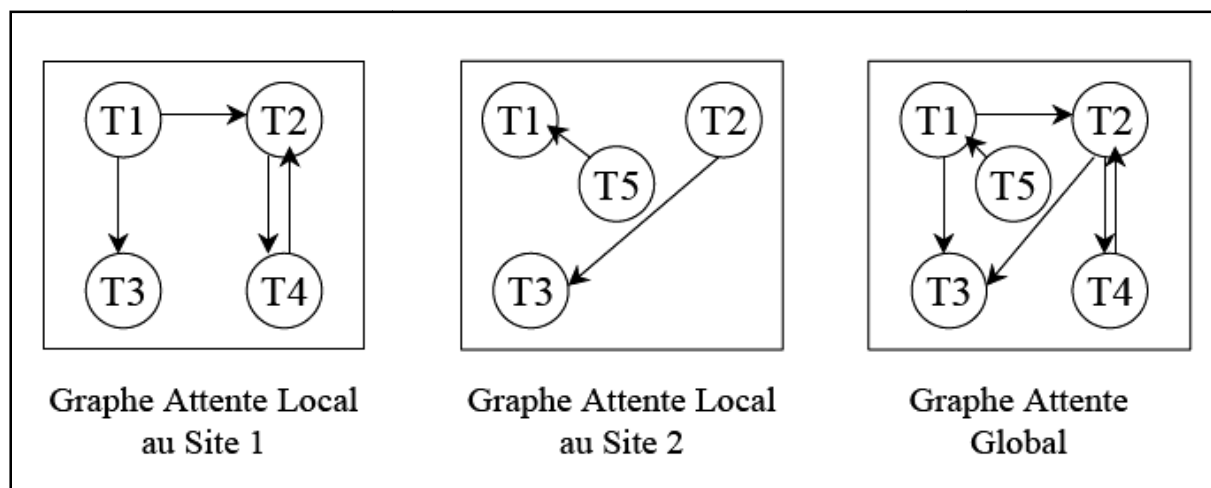 T1 T2
T3 T4
Graphe Attente Local
au Site 1
T1 T2
T5
T3
Graphe Attente Local
au Site 2
T1 T2
T5
T3 T4
Graphe Attente
Global